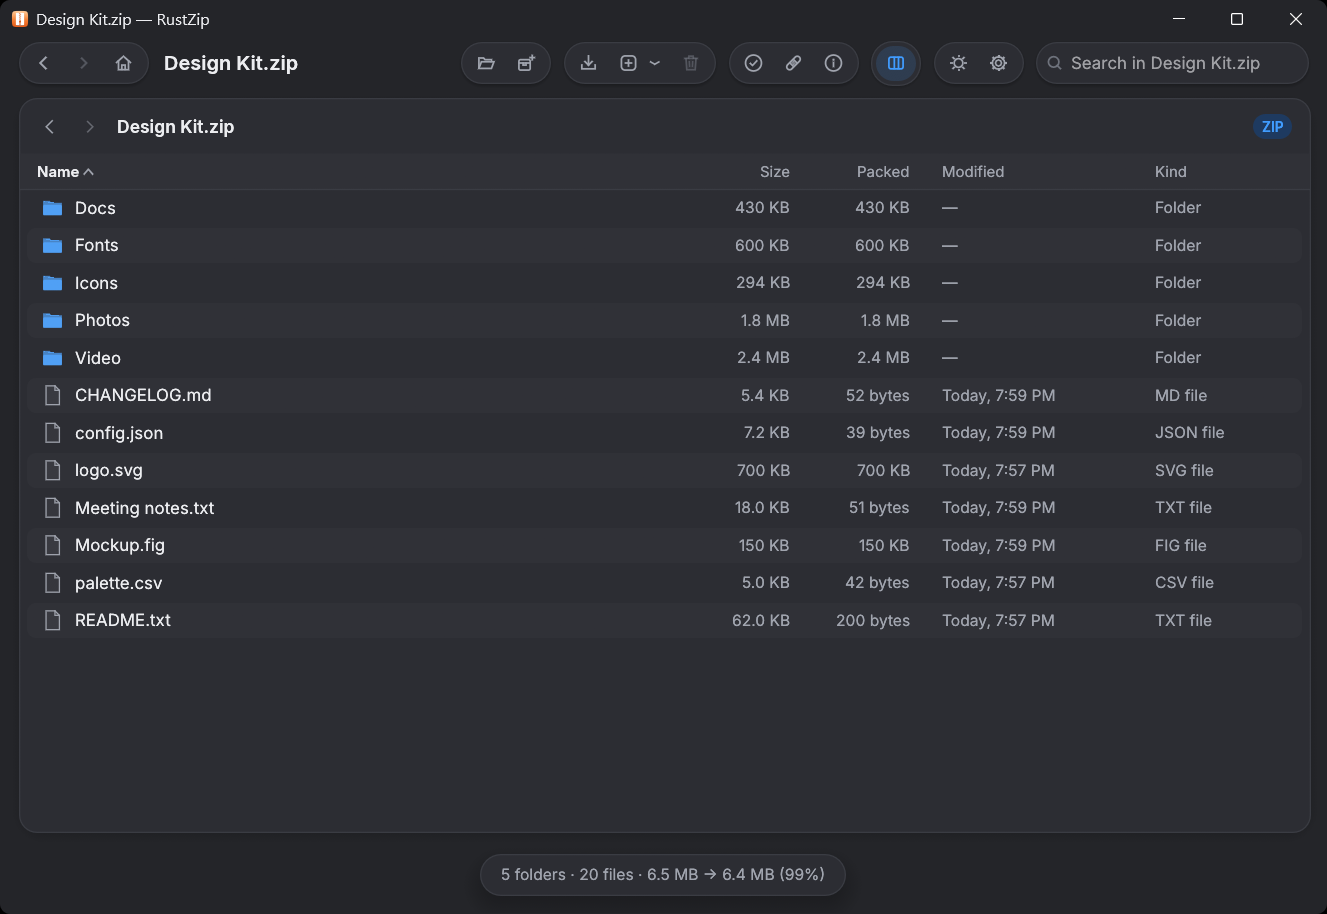 Design Kit.zip — RustZip
Design Kit.zip
Search in Design Kit.zip
Design Kit.zip
ZIP
Name Size Packed Modified Kind
Docs 430 KB 430 KB — Folder
Fonts 600 KB 600 KB — Folder
Icons 294 KB 294 KB — Folder
Photos 1.8 MB 1.8 MB — Folder
Video 2.4 MB 2.4 MB — Folder
CHANGELOG.md 5.4 KB 52 bytes Today, 7:59 PM MD file
config.json 7.2 KB 39 bytes Today, 7:59 PM JSON file
logo.svg 700 KB 700 KB Today, 7:57 PM SVG file
Meeting notes.txt 18.0 KB 51 bytes Today, 7:59 PM TXT file
Mockup.fig 150 KB 150 KB Today, 7:59 PM FIG file
palette.csv 5.0 KB 42 bytes Today, 7:57 PM CSV file
README.txt 62.0 KB 200 bytes Today, 7:57 PM TXT file
5 folders · 20 files · 6.5 MB → 6.4 MB (99%)